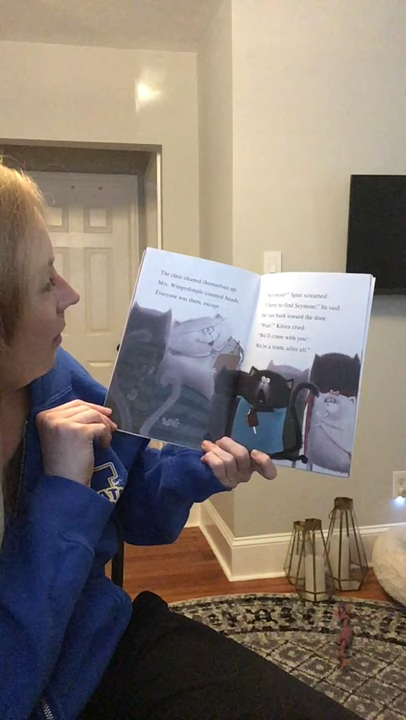 The class cleaned themselves up.
Mrs. Wimpydimple counted heads.
Everyone was there, except
"Seymour!" Splat screamed.
"I have to find Seymour," he said
he ran back toward the door.
"Wait!" Kitten cried.
"We'll come with you!
We're a team, after all."